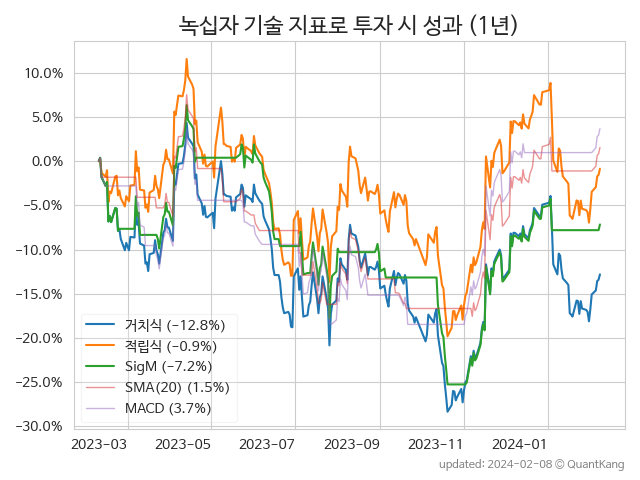 녹십자 기술 지표로 투자 시 성과 (1년)
10.0%
5.0%
0.0%
−5.0%
−10.0%
−15.0%
−20.0%
−25.0%
−30.0%
거치식 (−12.8%)
적립식 (−0.9%)
SigM (−7.2%)
SMA(20) (1.5%)
MACD (3.7%)
2023-03 2023-05 2023-07 2023-09 2023-11 2024-01
updated: 2024-02-08 ⓒ QuantKang